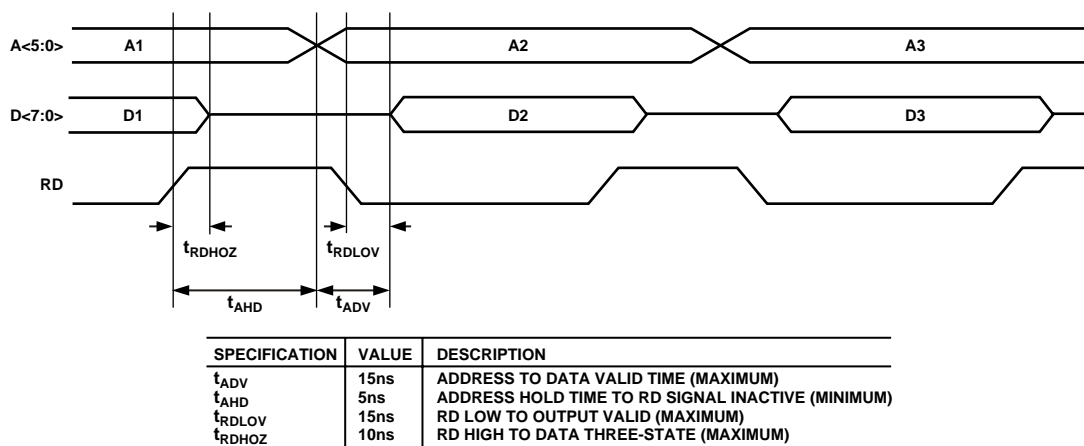 A<5:0> A1 A2 A3
D<7:0> D1 D2 D3
RD
tRDHOZ tRDLOV
tAHD tADV
SPECIFICATION VALUE DESCRIPTION
tADV 15ns ADDRESS TO DATA VALID TIME (MAXIMUM)
tAHD 5ns ADDRESS HOLD TIME TO RD SIGNAL INACTIVE (MINIMUM)
tRDLOV 15ns RD LOW TO OUTPUT VALID (MAXIMUM)
tRDHOZ 10ns RD HIGH TO DATA THREE-STATE (MAXIMUM)